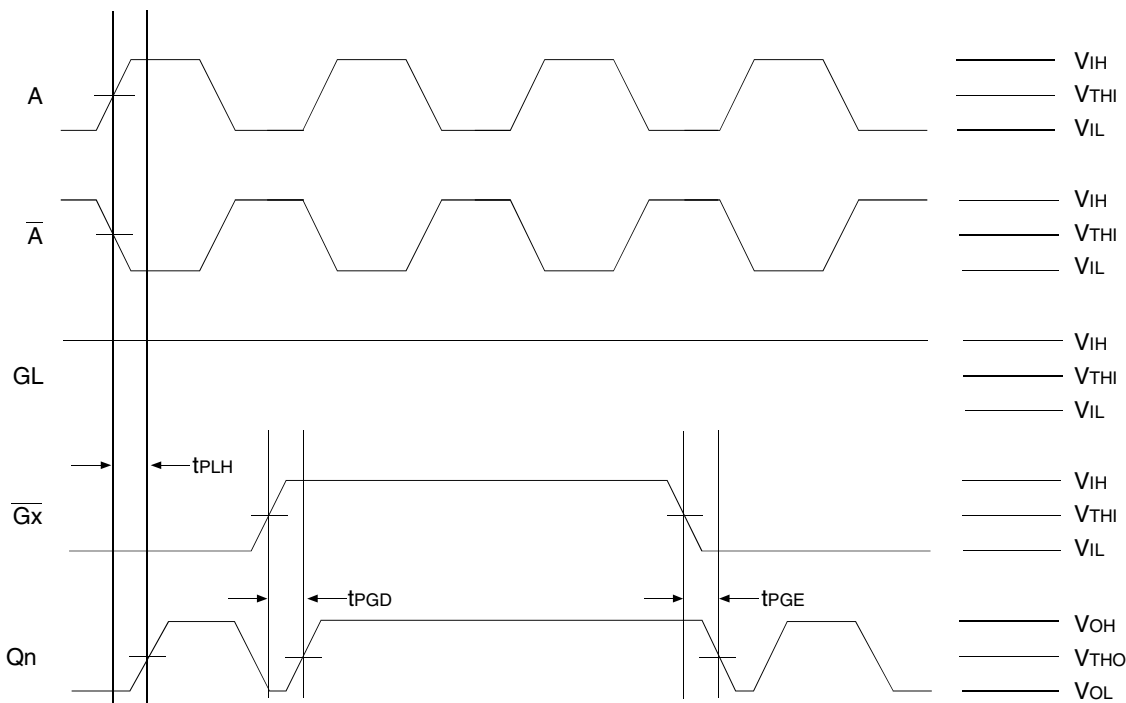 A
VIH
VTHI
VIL
A
VIH
VTHI
VIL
GL
VIH
VTHI
VIL
tPLH
Gx
VIH
VTHI
VIL
tPGD
tPGE
Qn
VOH
VTHO
VOL